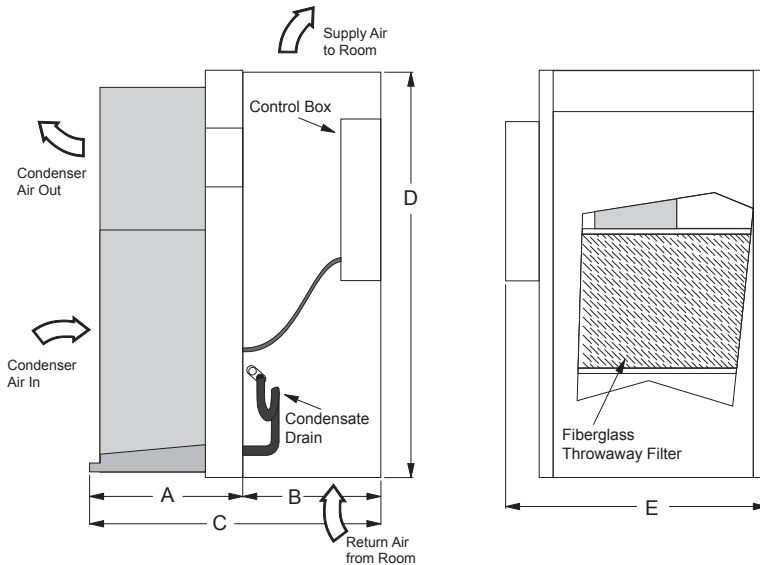 Supply Air
to Room
Control Box
Condenser
Air Out
D
Condenser
Air In
Condensate
Drain
A
B
C
Return Air
from Room
Fiberglass
Throwaway Filter
E